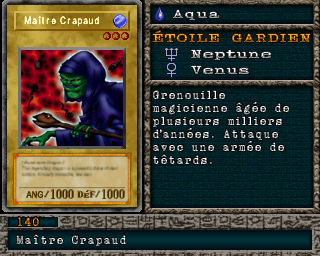 Maître Crapaud
ANG/1000 DÉF/1000
Aqua
ÉTOILE GARDIEN
Neptune
Venus
Grenouille
magicienne âgée de
plusieurs milliers
d'années. Attaque
avec une armée de
têtards.
140
Maître Crapaud